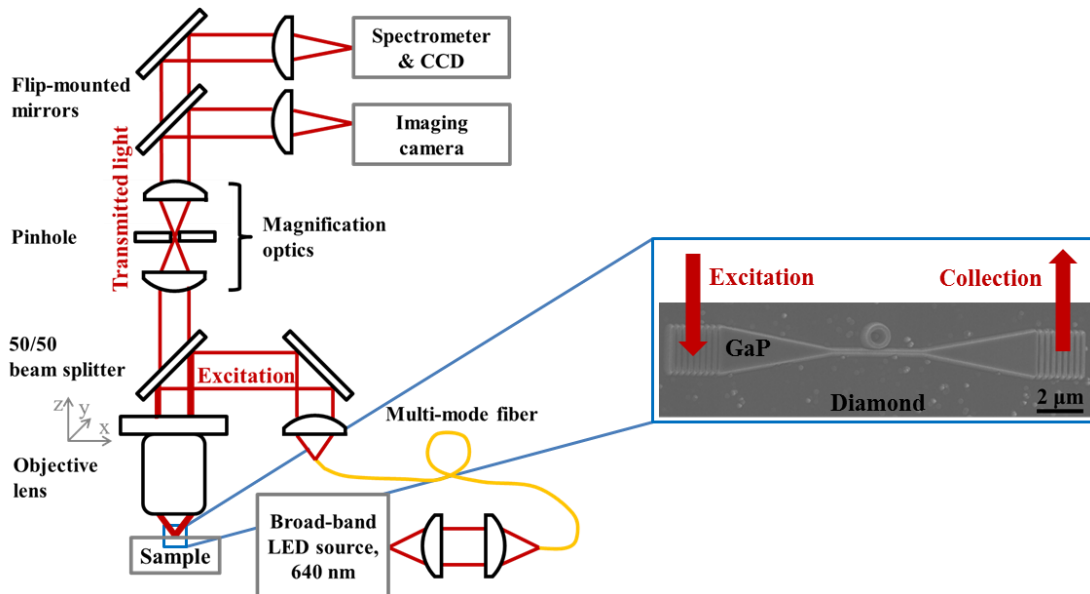 Spectrometer
& CCD
Flip-mounted
mirrors
Imaging
camera
Transmitted light
Pinhole
Magnification
optics
50/50
beam splitter
Excitation
z
y
x
Multi-mode fiber
Objective
lens
Broad-band
LED source,
640 nm
Sample
Excitation
Collection
GaP
Diamond
2 µm